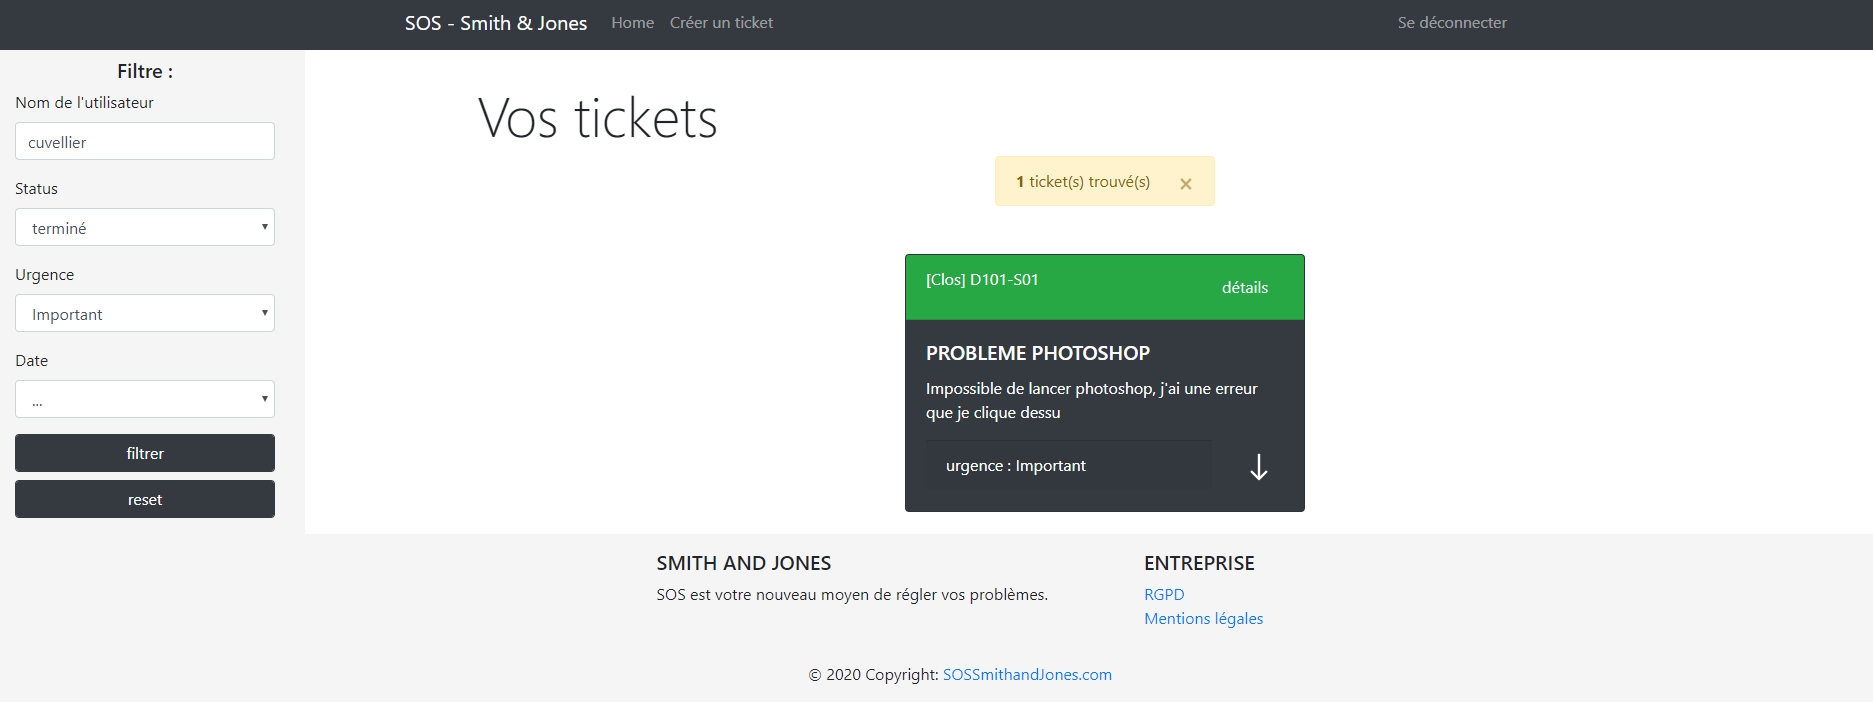 SOS - Smith & Jones Home Créer un ticket Se déconnecter
Filtre :
Nom de l'utilisateur
cuvellier
Status
terminé
Urgence
Important
Date
...
filtrer
reset
Vos tickets
1 ticket(s) trouvé(s) ×
[Clos] D101-S01
détails
PROBLEME PHOTOSHOP
Impossible de lancer photoshop, j'ai une erreur
que je clique dessu
urgence : Important
SMITH AND JONES
SOS est votre nouveau moyen de régler vos problèmes.
ENTREPRISE
RGPD
Mentions légales
© 2020 Copyright: SOSSmithandJones.com